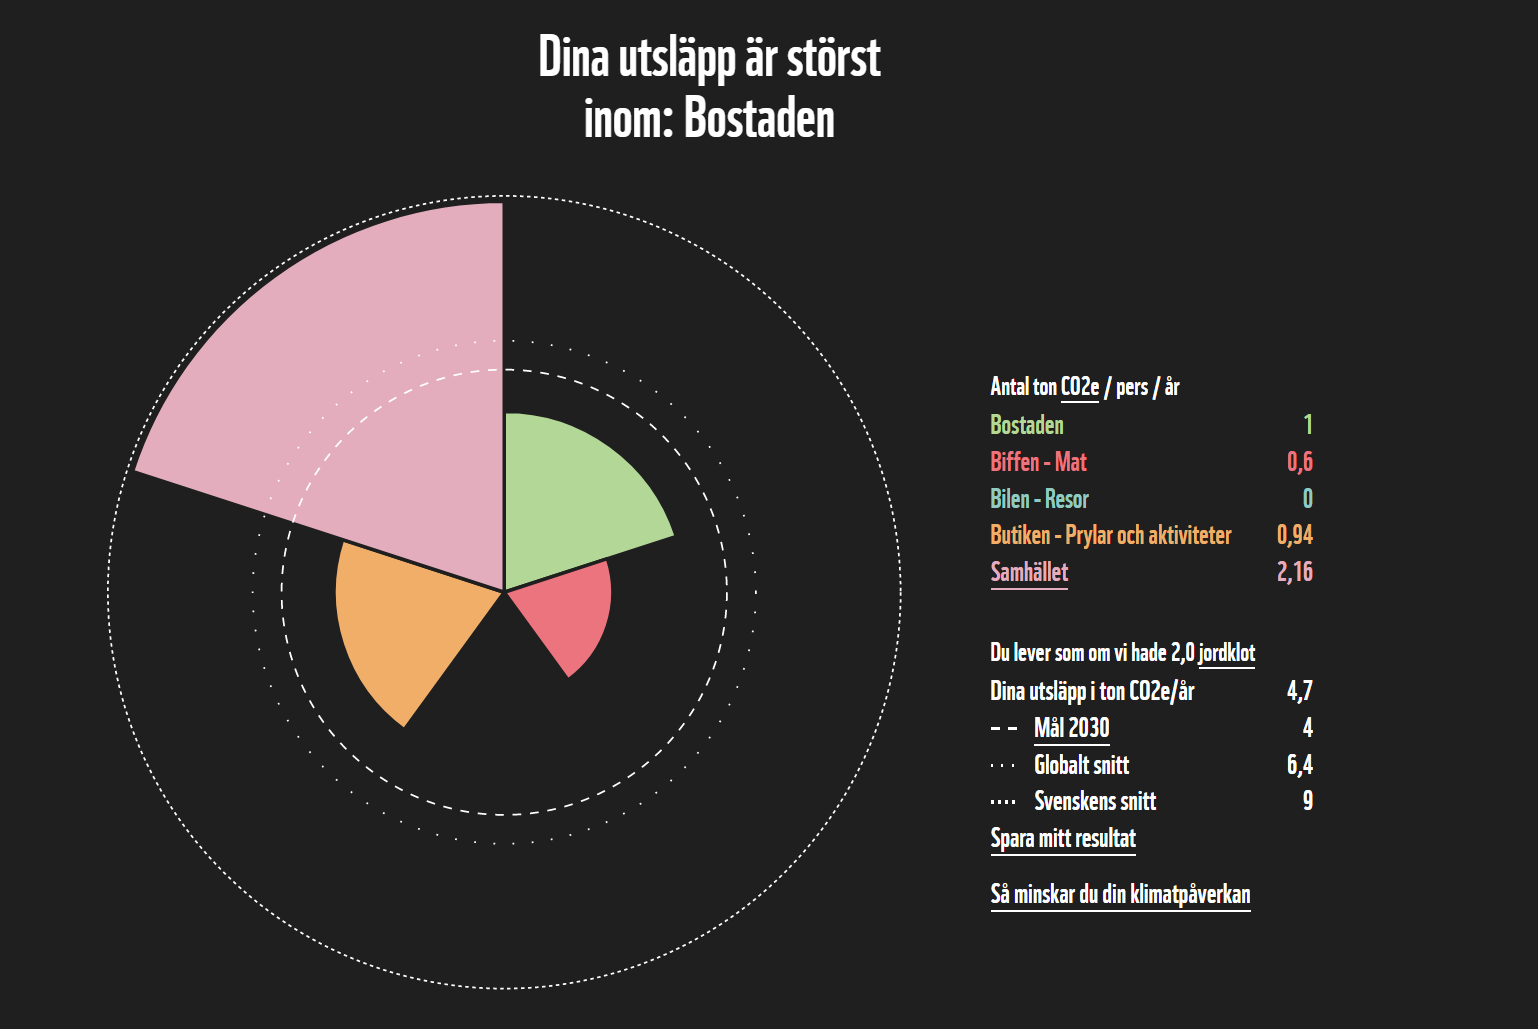 Dina utsläpp är störst
inom: Bostaden
Antal ton CO2e / pers / år
Bostaden 1
Biffen - Mat 0,6
Bilen - Resor 0
Butiken - Prylar och aktiviteter 0,94
Samhället 2,16
Du lever som om vi hade 2,0 jordklot
Dina utsläpp i ton CO2e/år 4,7
Mål 2030 4
Globalt snitt 6,4
Svenskens snitt 9
Spara mitt resultat
Så minskar du din klimatpåverkan